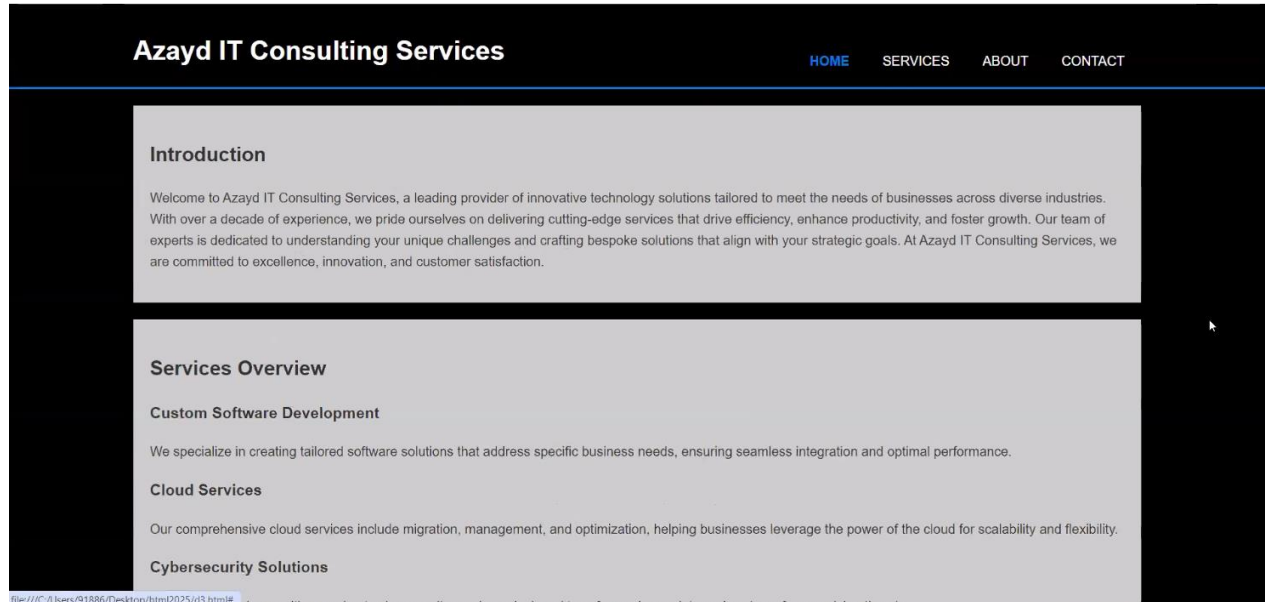 Azayd IT Consulting Services
HOME SERVICES ABOUT CONTACT
Introduction
Welcome to Azayd IT Consulting Services, a leading provider of innovative technology solutions tailored to meet the needs of businesses across diverse industries.
With over a decade of experience, we pride ourselves on delivering cutting-edge services that drive efficiency, enhance productivity, and foster growth. Our team of
experts is dedicated to understanding your unique challenges and crafting bespoke solutions that align with your strategic goals. At Azayd IT Consulting Services, we
are committed to excellence, innovation, and customer satisfaction.
Services Overview
Custom Software Development
We specialize in creating tailored software solutions that address specific business needs, ensuring seamless integration and optimal performance.
Cloud Services
Our comprehensive cloud services include migration, management, and optimization, helping businesses leverage the power of the cloud for scalability and flexibility.
Cybersecurity Solutions
file:///C:/Users/91886/Desktop/html2025/d3.html#